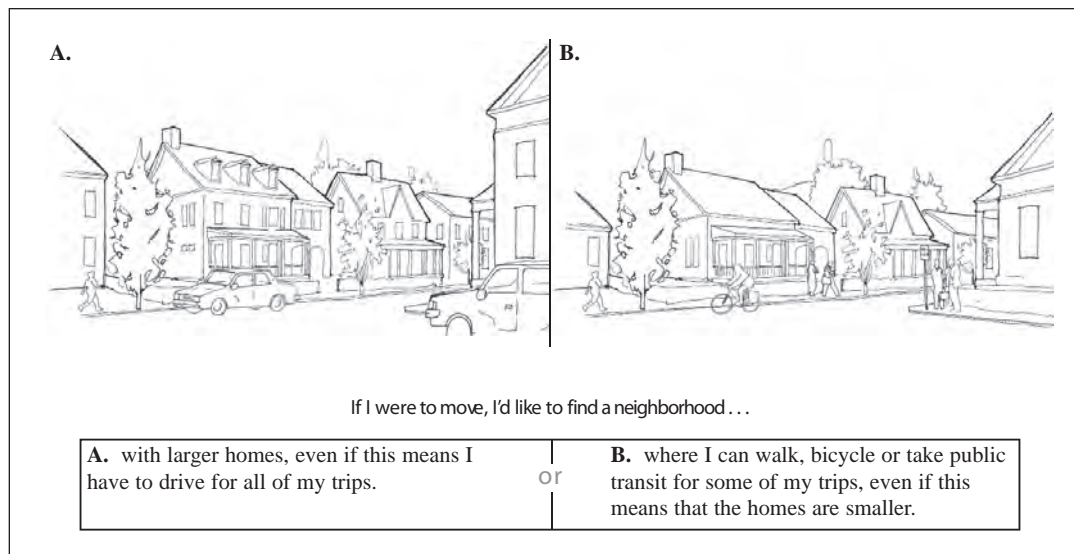 A.
B.
If I were to move, I'd like to find a neighborhood . . .
A. with larger homes, even if this means I
have to drive for all of my trips.
or
B. where I can walk, bicycle or take public
transit for some of my trips, even if this
means that the homes are smaller.